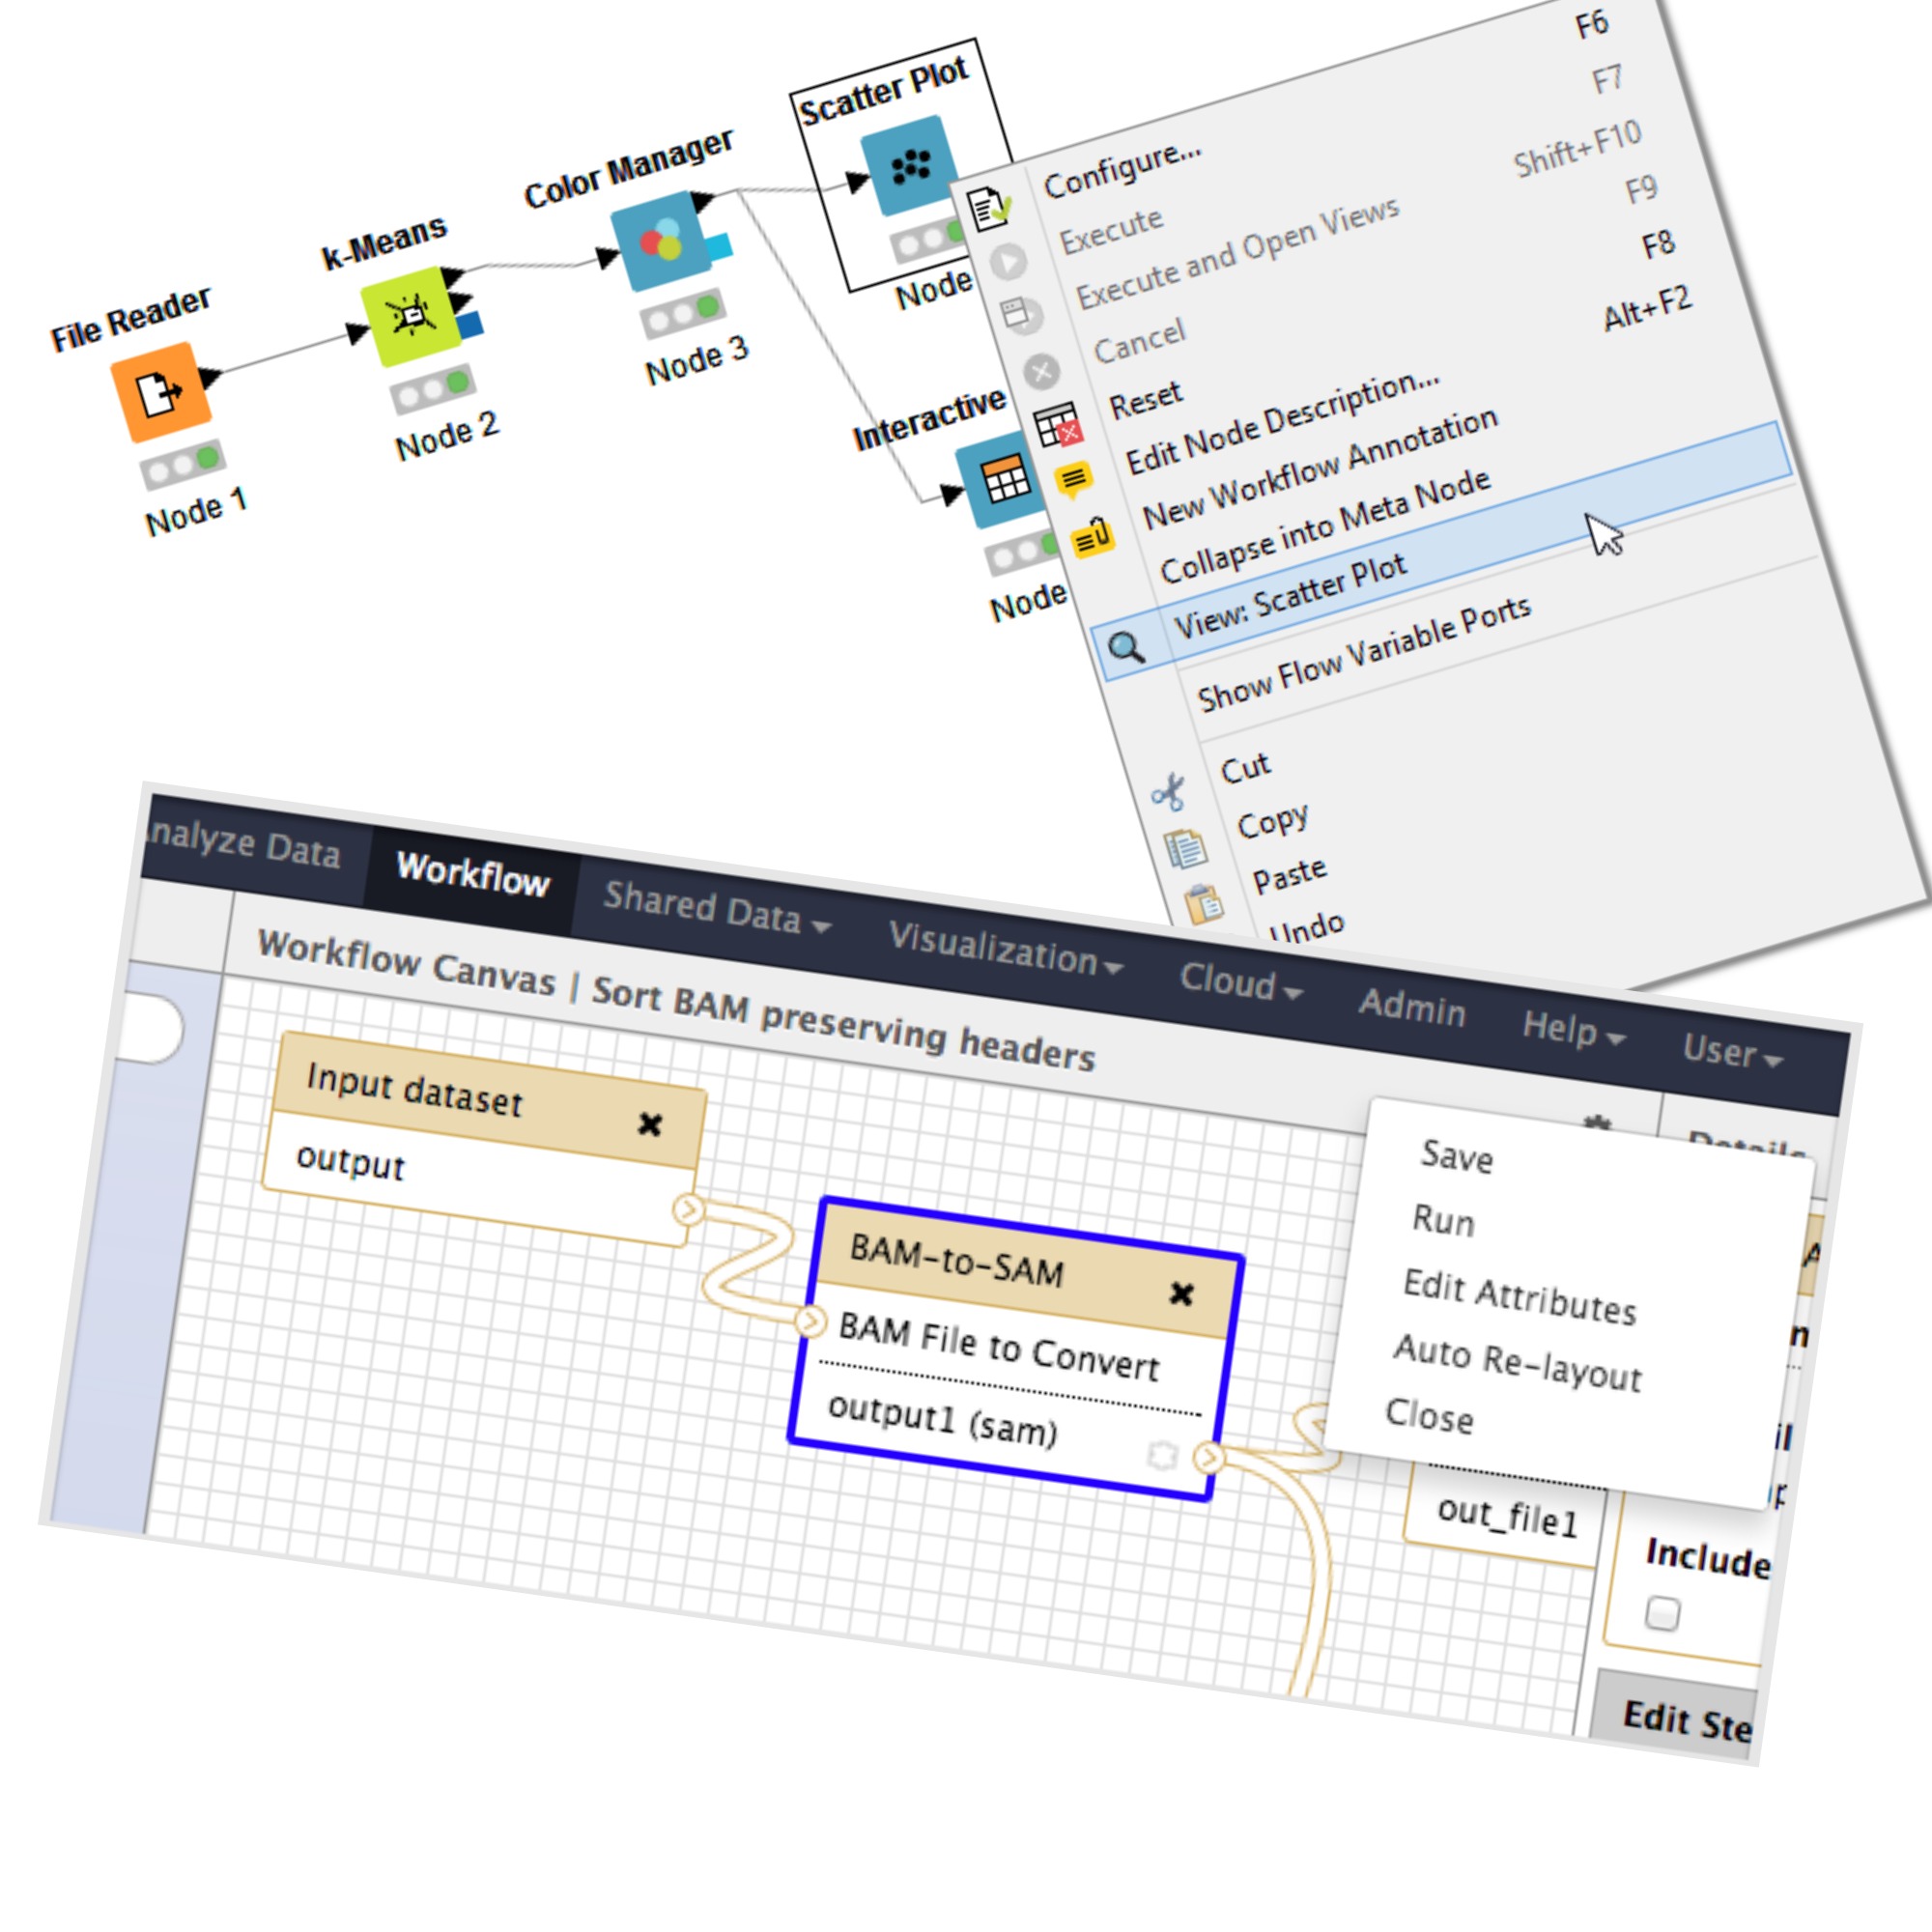 Scatter Plot
Color Manager
k-Means
File Reader
Node 1
Node 2
Node 3
Node
Interactive
Node
Configure... F6
Execute F7
Execute and Open Views Shift+F10
Cancel F9
Reset F8
Edit Node Description... Alt+F2
New Workflow Annotation
Collapse into Meta Node
View: Scatter Plot
Show Flow Variable Ports
Cut
Copy
Paste
Undo
nalyze Data Workflow Shared Data Visualization Cloud Admin Help User
Workflow Canvas | Sort BAM preserving headers
Details
Input dataset
output
BAM-to-SAM
BAM File to Convert
output1 (sam)
Save
Run
Edit Attributes
Auto Re-layout
Close
out_file1
Include
Edit Ste